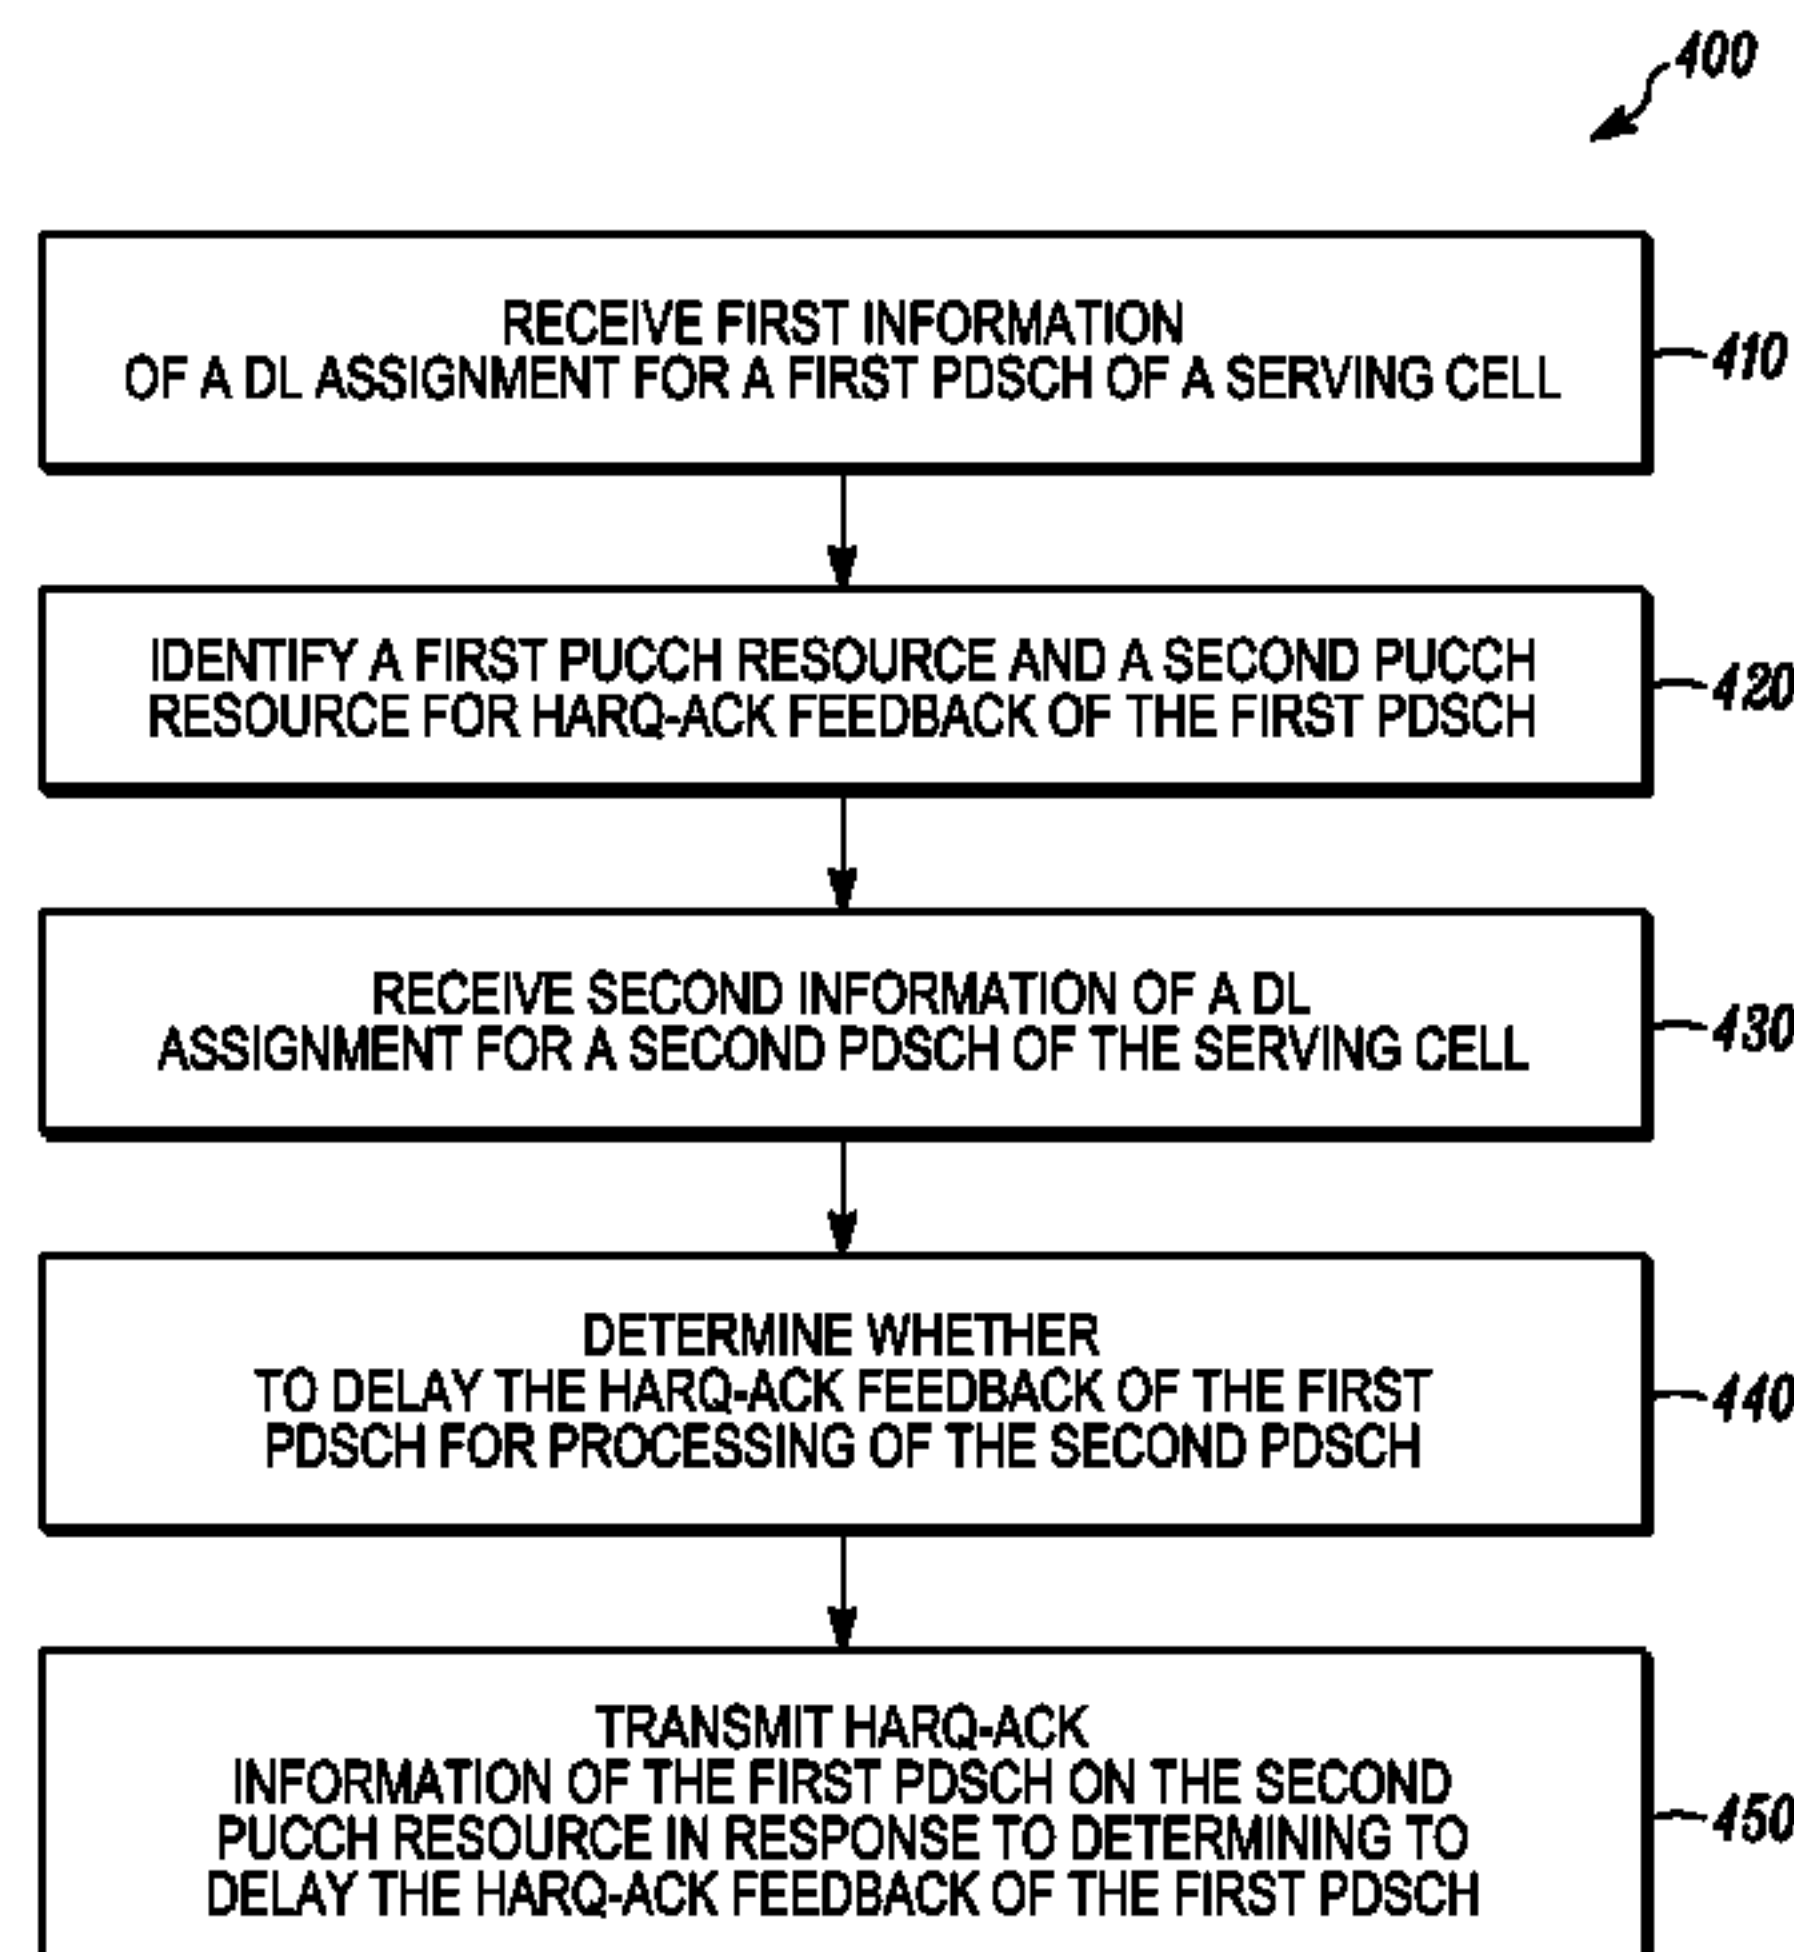 400
RECEIVE FIRST INFORMATION
OF A DL ASSIGNMENT FOR A FIRST PDSCH OF A SERVING CELL
410
IDENTIFY A FIRST PUCCH RESOURCE AND A SECOND PUCCH
RESOURCE FOR HARQ-ACK FEEDBACK OF THE FIRST PDSCH
420
RECEIVE SECOND INFORMATION OF A DL
ASSIGNMENT FOR A SECOND PDSCH OF THE SERVING CELL
430
DETERMINE WHETHER
TO DELAY THE HARQ-ACK FEEDBACK OF THE FIRST
PDSCH FOR PROCESSING OF THE SECOND PDSCH
440
TRANSMIT HARQ-ACK
INFORMATION OF THE FIRST PDSCH ON THE SECOND
PUCCH RESOURCE IN RESPONSE TO DETERMINING TO
DELAY THE HARQ-ACK FEEDBACK OF THE FIRST PDSCH
450